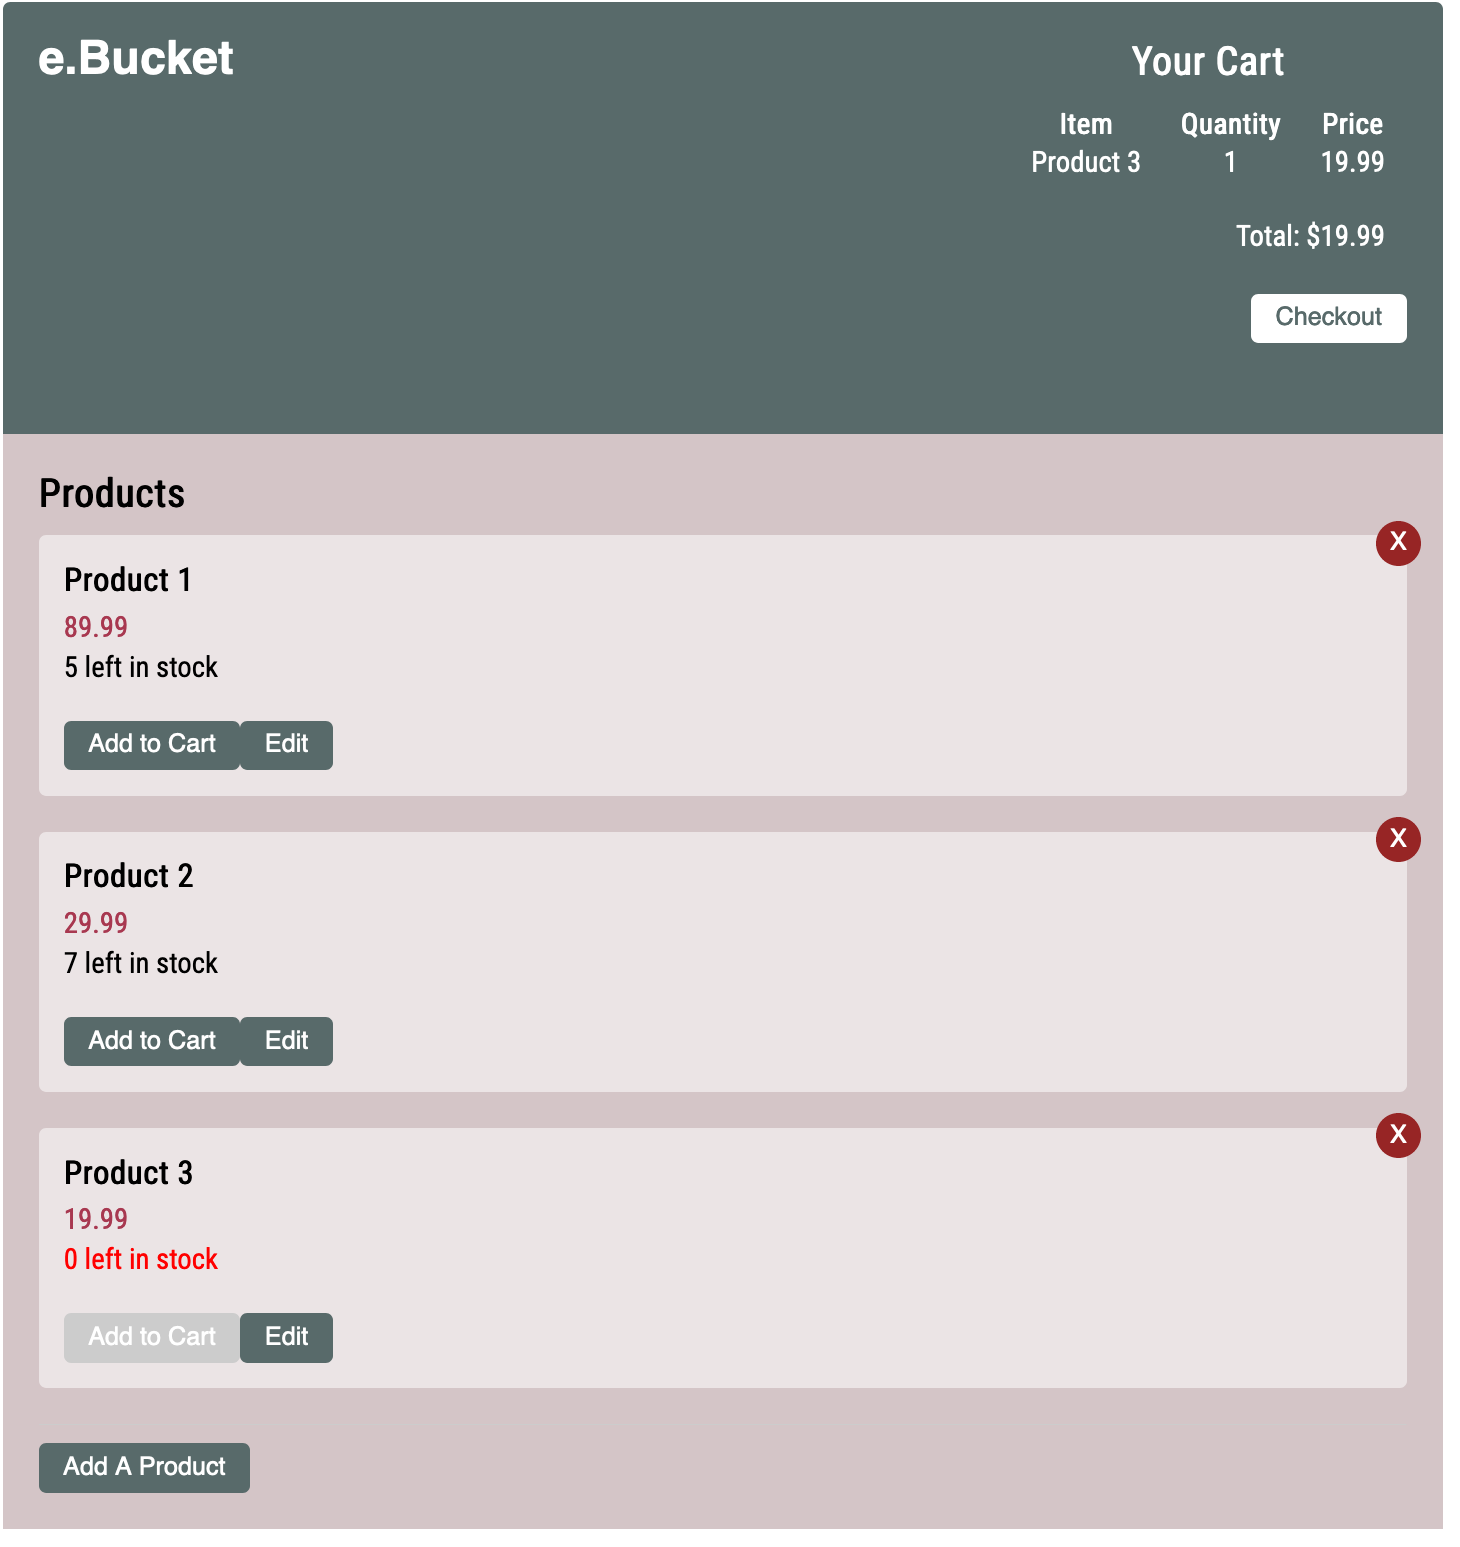 e.Bucket
Your Cart
Item Quantity Price
Product 3 1 19.99
Total: $19.99
Checkout
Products
X
Product 1
89.99
5 left in stock
Add to Cart Edit
X
Product 2
29.99
7 left in stock
Add to Cart Edit
X
Product 3
19.99
0 left in stock
Add to Cart Edit
Add A Product